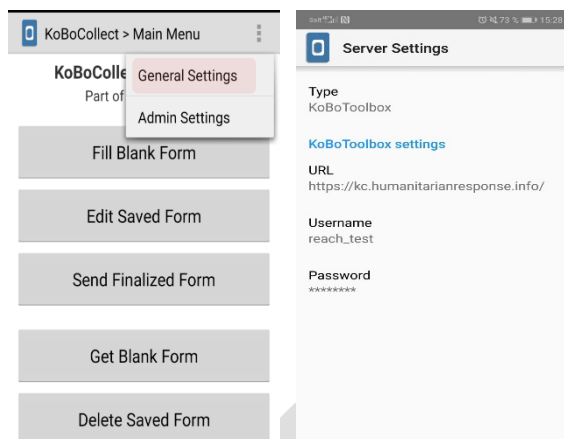 KoBoCollect > Main Menu
KoBoColle
Part of
General Settings
Admin Settings
Fill Blank Form
Edit Saved Form
Send Finalized Form
Get Blank Form
Delete Saved Form
73 % 15:28
Server Settings
Type
KoBoToolbox
KoBoToolbox settings
URL
https://kc.humanitarianresponse.info/
Username
reach_test
Password
********